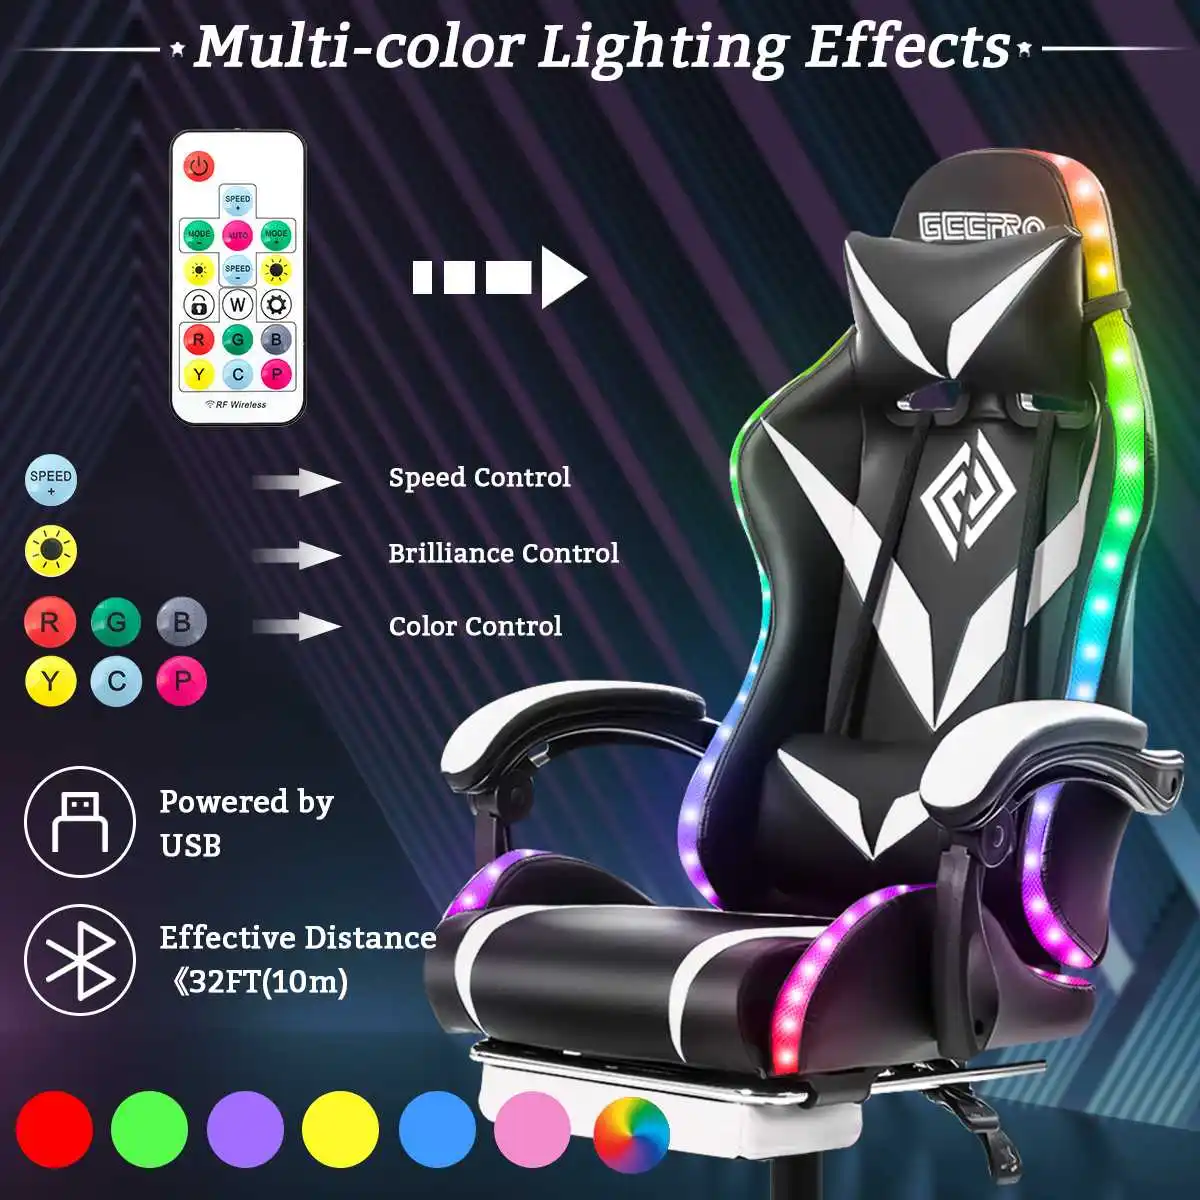 Multi-color Lighting Effects
SPEED
+
MODE
-
AUTO
MODE
+
SPEED
-
W
R G B
Y C P
RF Wireless
GEEPRO
SPEED
+
Speed Control
Brilliance Control
R G B
Color Control
Y C P
Powered by
USB
Effective Distance
《32FT(10m)